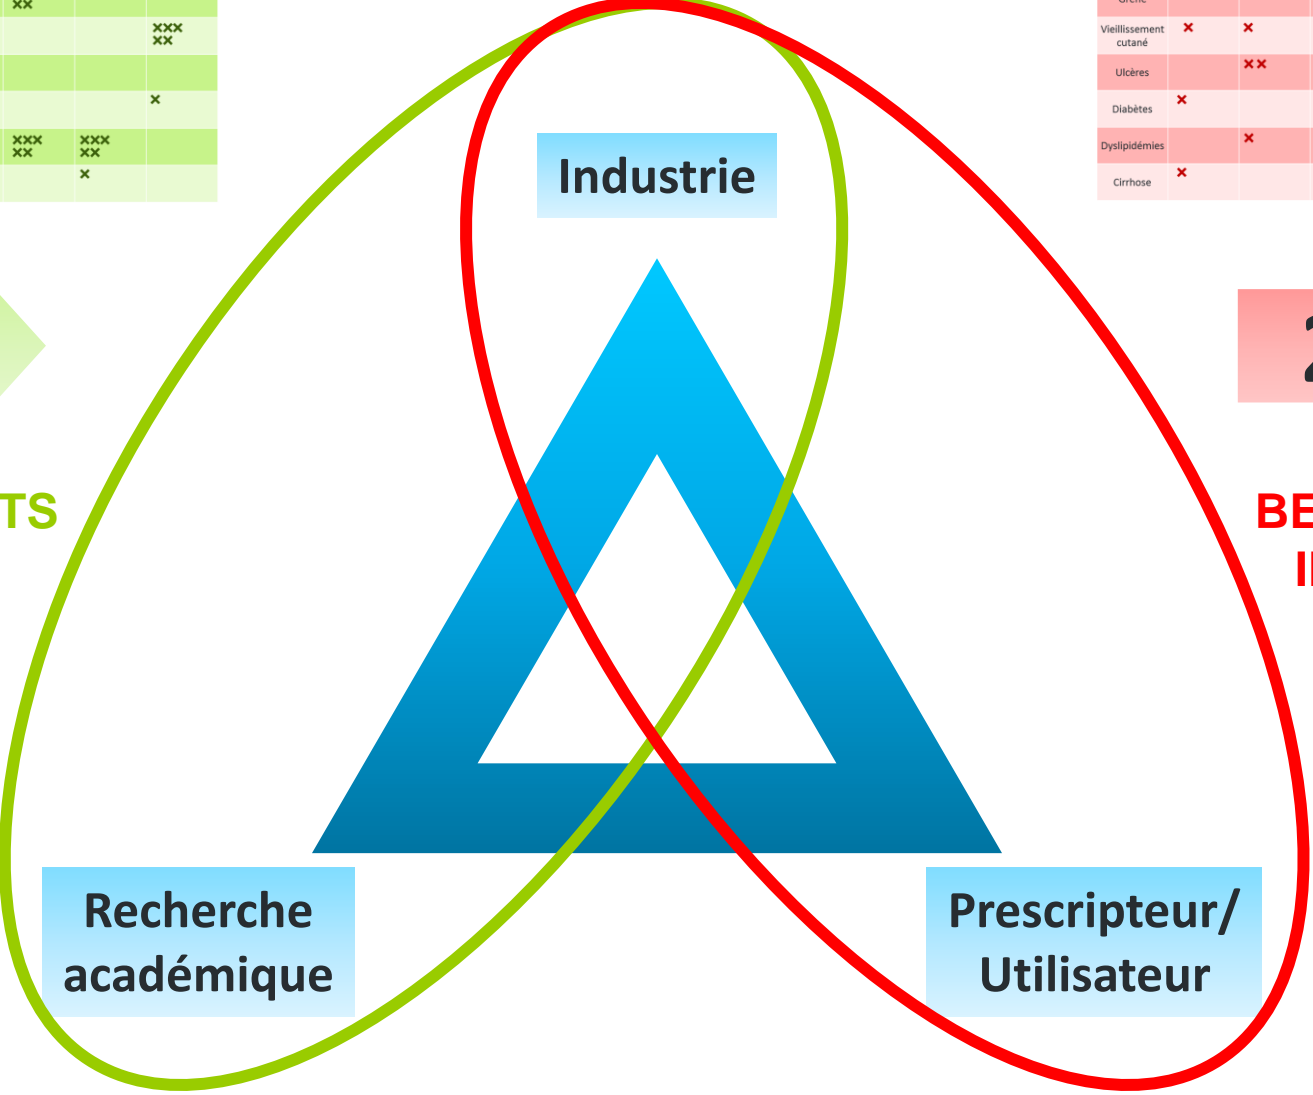 ××
×××
××
×
××× ×××
×× ××
×
Vieillissement
cutané
× ×
Ulcères
××
Diabètes
×
Dyslipidémies
×
Cirrhose
×
Industrie
TS
BE
Recherche
académique
Prescripteur/
Utilisateur